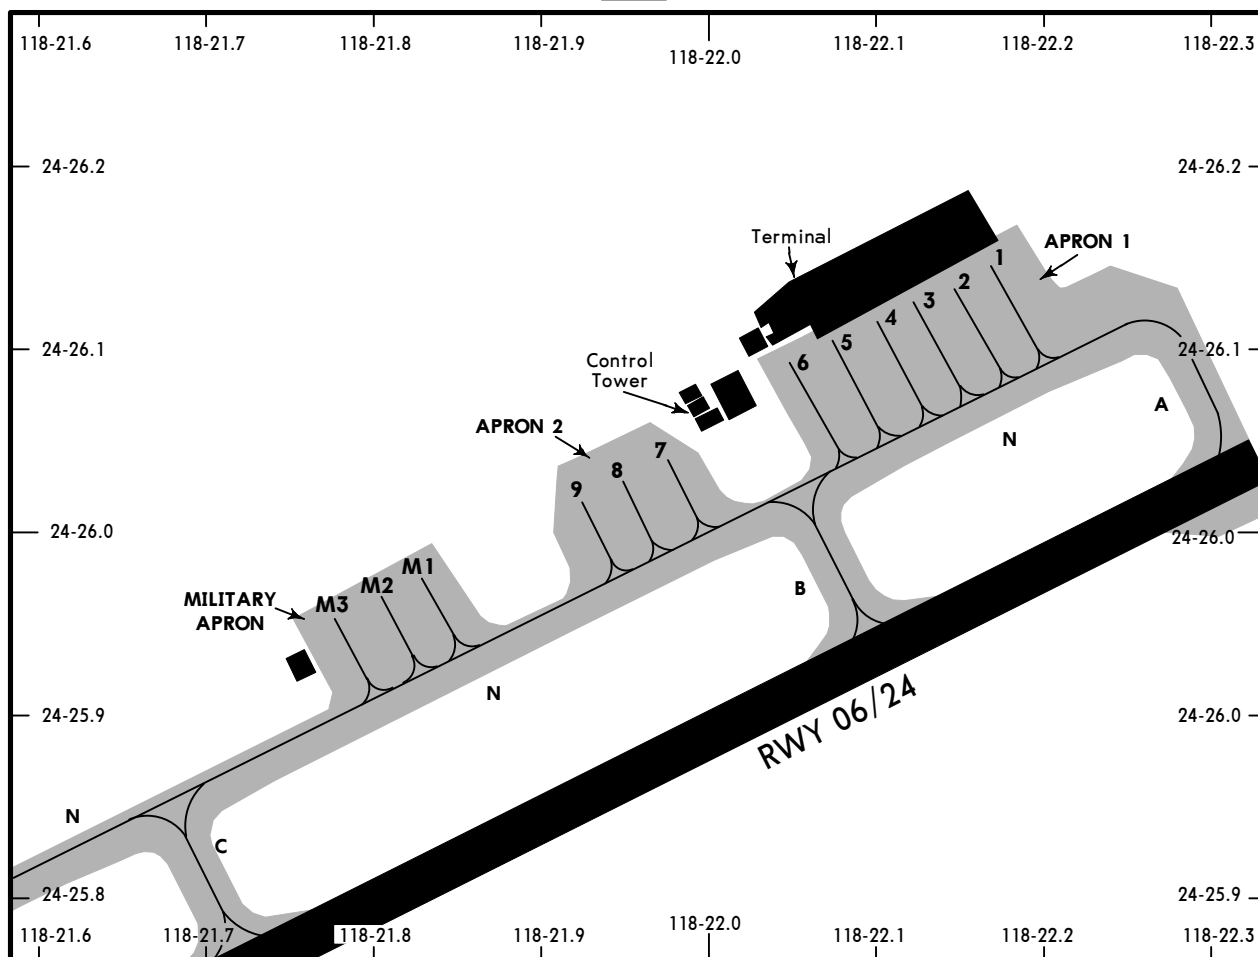 118-21.6 118-21.7 118-21.8 118-21.9 118-22.0 118-22.1 118-22.2 118-22.3
24-26.2 24-26.2
Terminal
APRON 1
1
2
3
4
5
6
24-26.1 24-26.1
Control
Tower
A
APRON 2
N
7
8
9
24-26.0 24-26.0
M1
M2
M3
B
MILITARY
APRON
N
24-25.9 24-26.0
RWY 06/24
N
C
24-25.8 24-25.9
118-21.6 118-21.7 118-21.8 118-21.9 118-22.0 118-22.1 118-22.2 118-22.3